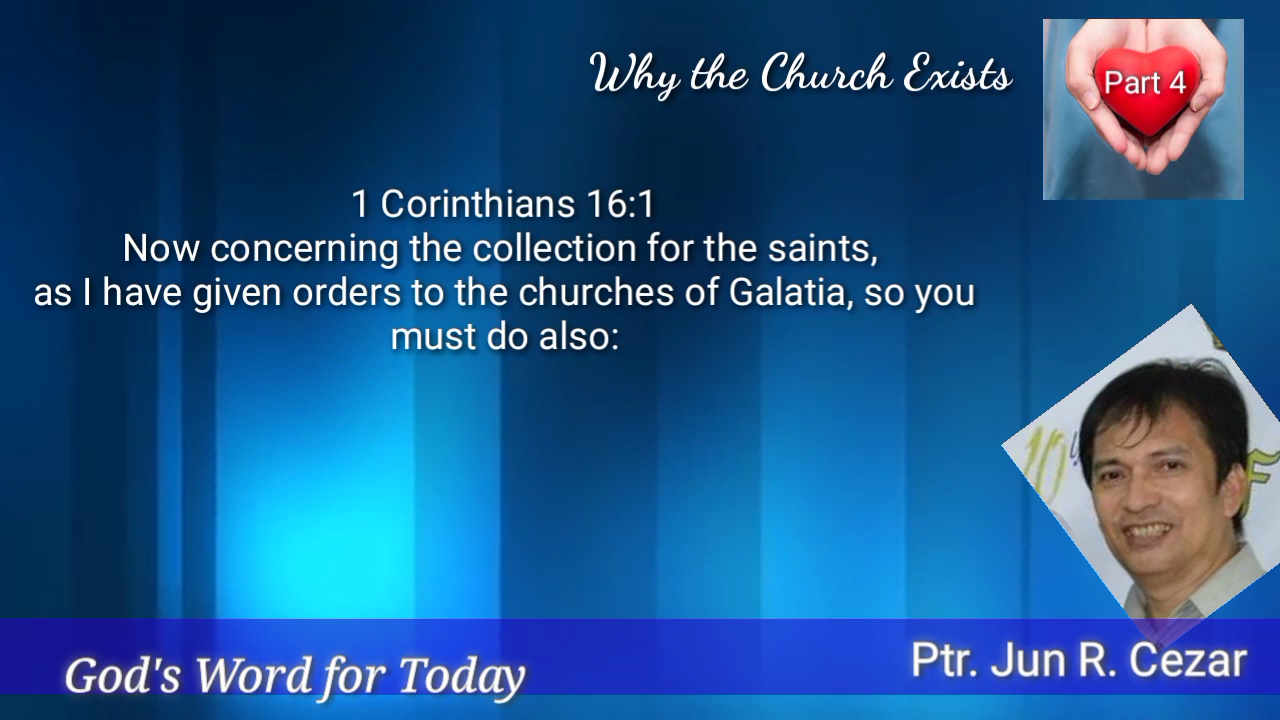 Why the Church Exists
Part 4
1 Corinthians 16:1
Now concerning the collection for the saints,
as I have given orders to the churches of Galatia, so you
must do also:
10
God's Word for Today
Ptr. Jun R. Cezar